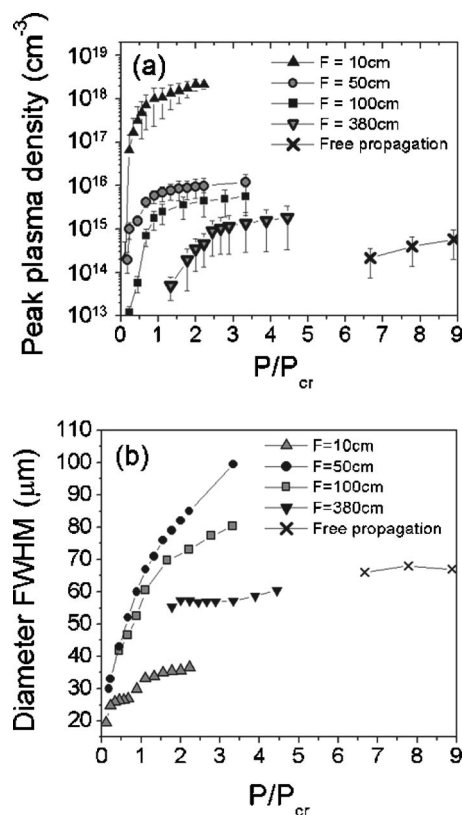 Peak plasma density (cm⁻³)
10¹⁹
10¹⁸
10¹⁷
10¹⁶
10¹⁵
10¹⁴
10¹³
(a)
F = 10cm
F = 50cm
F = 100cm
F = 380cm
Free propagation
0 1 2 3 4 5 6 7 8 9
P/Pcr
Diameter FWHM (μm)
110
100
90
80
70
60
50
40
30
20
(b)
F=10cm
F=50cm
F=100cm
F=380cm
Free propagation
0 1 2 3 4 5 6 7 8 9
P/Pcr